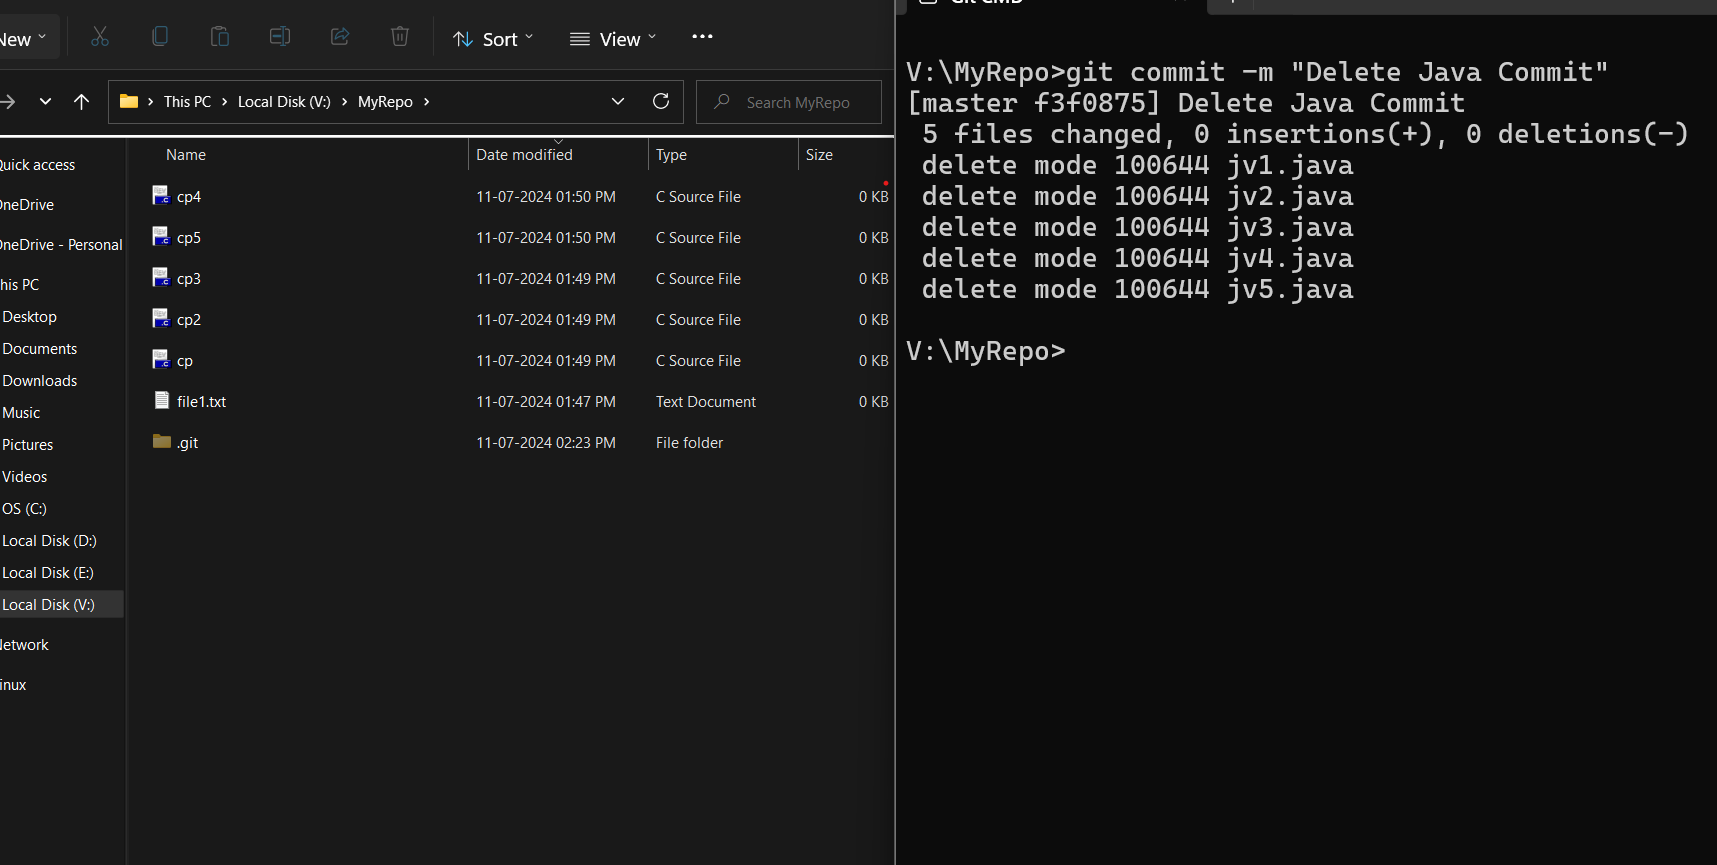 New
Sort
View
This PC
Local Disk (V:)
MyRepo
Search MyRepo
Name Date modified Type Size
cp4 11-07-2024 01:50 PM C Source File 0 KB
cp5 11-07-2024 01:50 PM C Source File 0 KB
cp3 11-07-2024 01:49 PM C Source File 0 KB
cp2 11-07-2024 01:49 PM C Source File 0 KB
cp 11-07-2024 01:49 PM C Source File 0 KB
file1.txt 11-07-2024 01:47 PM Text Document 0 KB
.git 11-07-2024 02:23 PM File folder
Quick access
OneDrive
OneDrive - Personal
his PC
Desktop
Documents
Downloads
Music
Pictures
Videos
OS (C:)
Local Disk (D:)
Local Disk (E:)
Local Disk (V:)
Network
inux
Git CMD
V:\MyRepo>git commit -m "Delete Java Commit"
[master f3f0875] Delete Java Commit
5 files changed, 0 insertions(+), 0 deletions(-)
delete mode 100644 jv1.java
delete mode 100644 jv2.java
delete mode 100644 jv3.java
delete mode 100644 jv4.java
delete mode 100644 jv5.java
V:\MyRepo>